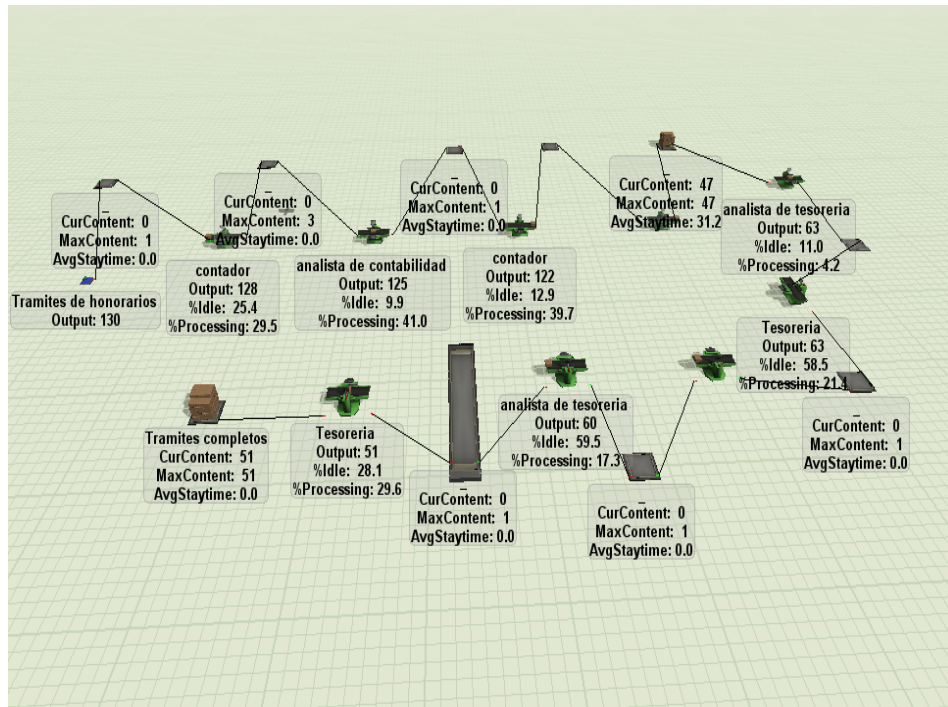 _
CurContent: 0
MaxContent: 1
AvgStaytime: 0.0
Tramites de honorarios
Output: 130
contador
Output: 128
%Idle: 25.4
%Processing: 29.5
_
CurContent: 0
MaxContent: 3
AvgStaytime: 0.0
analista de contabilidad
Output: 125
%Idle: 9.9
%Processing: 41.0
_
CurContent: 0
MaxContent: 1
AvgStaytime: 0.0
contador
Output: 122
%Idle: 12.9
%Processing: 39.7
CurContent: 47
MaxContent: 47
AvgStaytime: 31.2
analista de tesoreria
Output: 63
%Idle: 11.0
%Processing: 4.2
Tesoreria
Output: 63
%Idle: 58.5
%Processing: 21.4
_
CurContent: 0
MaxContent: 1
AvgStaytime: 0.0
Tramites completos
CurContent: 51
MaxContent: 51
AvgStaytime: 0.0
Tesoreria
Output: 51
%Idle: 28.1
%Processing: 29.6
_
CurContent: 0
MaxContent: 1
AvgStaytime: 0.0
analista de tesoreria
Output: 60
%Idle: 59.5
%Processing: 17.3
_
CurContent: 0
MaxContent: 1
AvgStaytime: 0.0